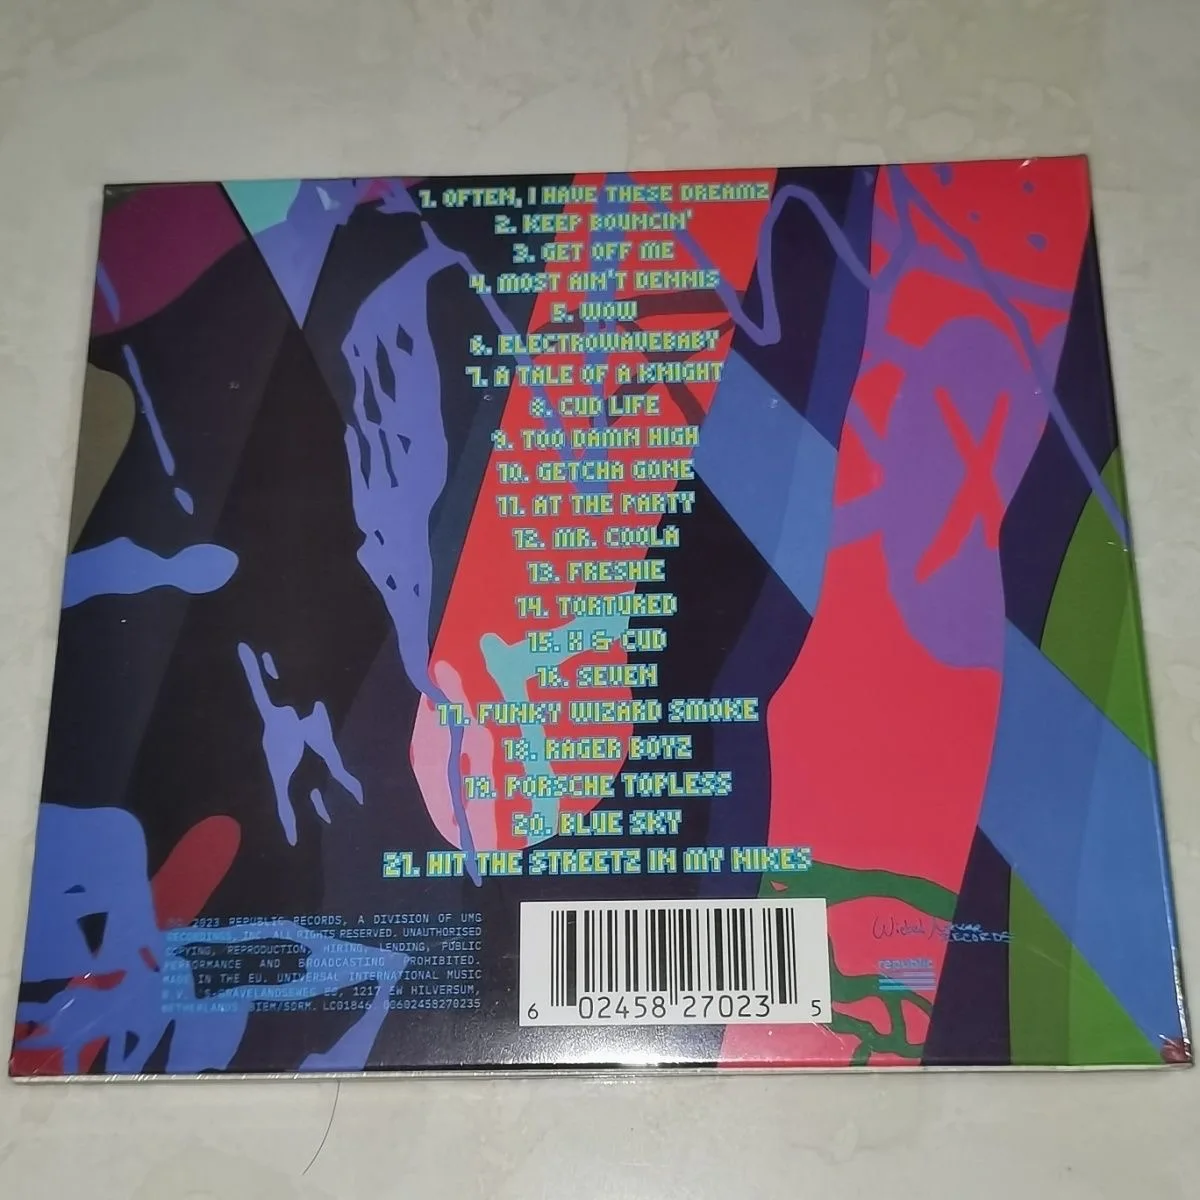 1. OFTEN, I HAVE THESE DREAMZ
2. KEEP BOUNCIN'
3. GET OFF ME
4. MOST AIN'T DENNIS
5. WOW
6. ELECTROWAVEBABY
7. A TALE OF A KNIGHT
8. CUD LIFE
9. TOO DAMN HIGH
10. GETCHA GONE
11. AT THE PARTY
12. MR. COOLA
13. FRESHIE
14. TORTURED
15. X & CUD
16. SEVEN
17. FUNKY WIZARD SMOKE
18. RAGER BOYZ
19. PORSCHE TOPLESS
20. BLUE SKY
21. HIT THE STREETZ IN MY NIKES
2023 REPUBLIC RECORDS, A DIVISION OF UMG
RECORDINGS, INC. ALL RIGHTS RESERVED. UNAUTHORISED
COPYING, REPRODUCTION, HIRING, LENDING, PUBLIC
PERFORMANCE AND BROADCASTING PROHIBITED.
MADE IN THE EU. UNIVERSAL INTERNATIONAL MUSIC
B.V., 1217 EW HILVERSUM,
NETHERLANDS. BIEM/SDRM. LC01846. 00602458270235
6 02458 27023 5
Wicked Awesome
RECORDS
republic